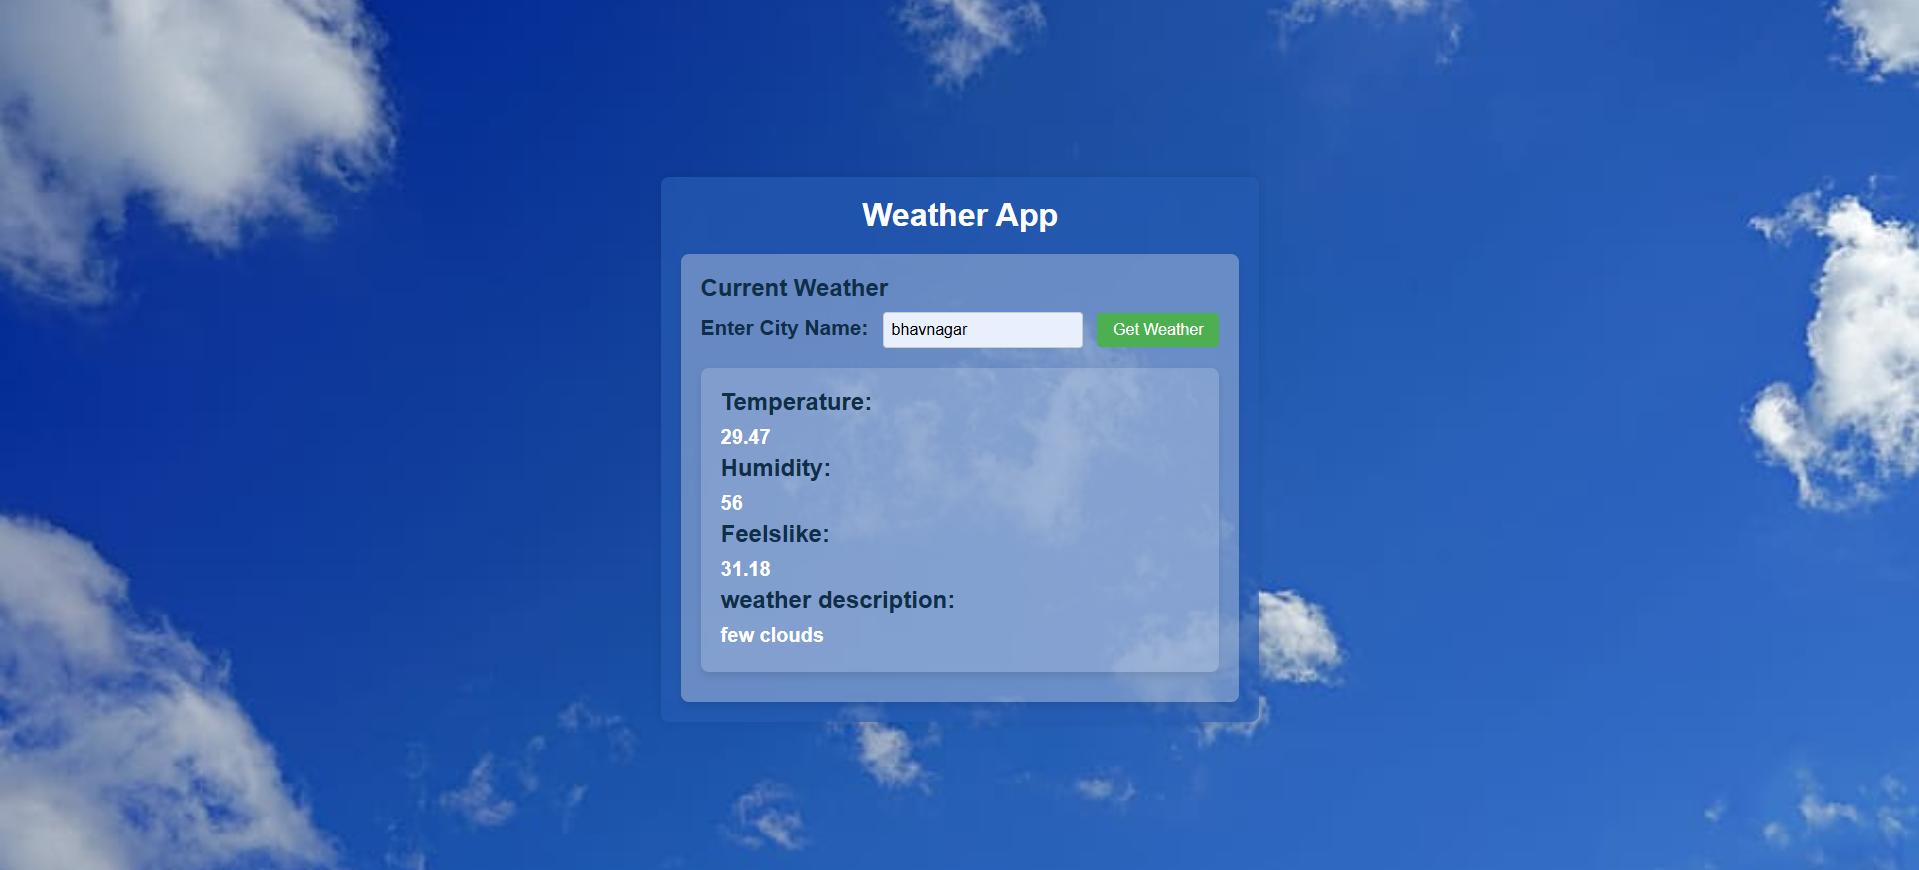 Weather App
Current Weather
Enter City Name: bhavnagar Get Weather
Temperature:
29.47
Humidity:
56
Feelslike:
31.18
weather description:
few clouds